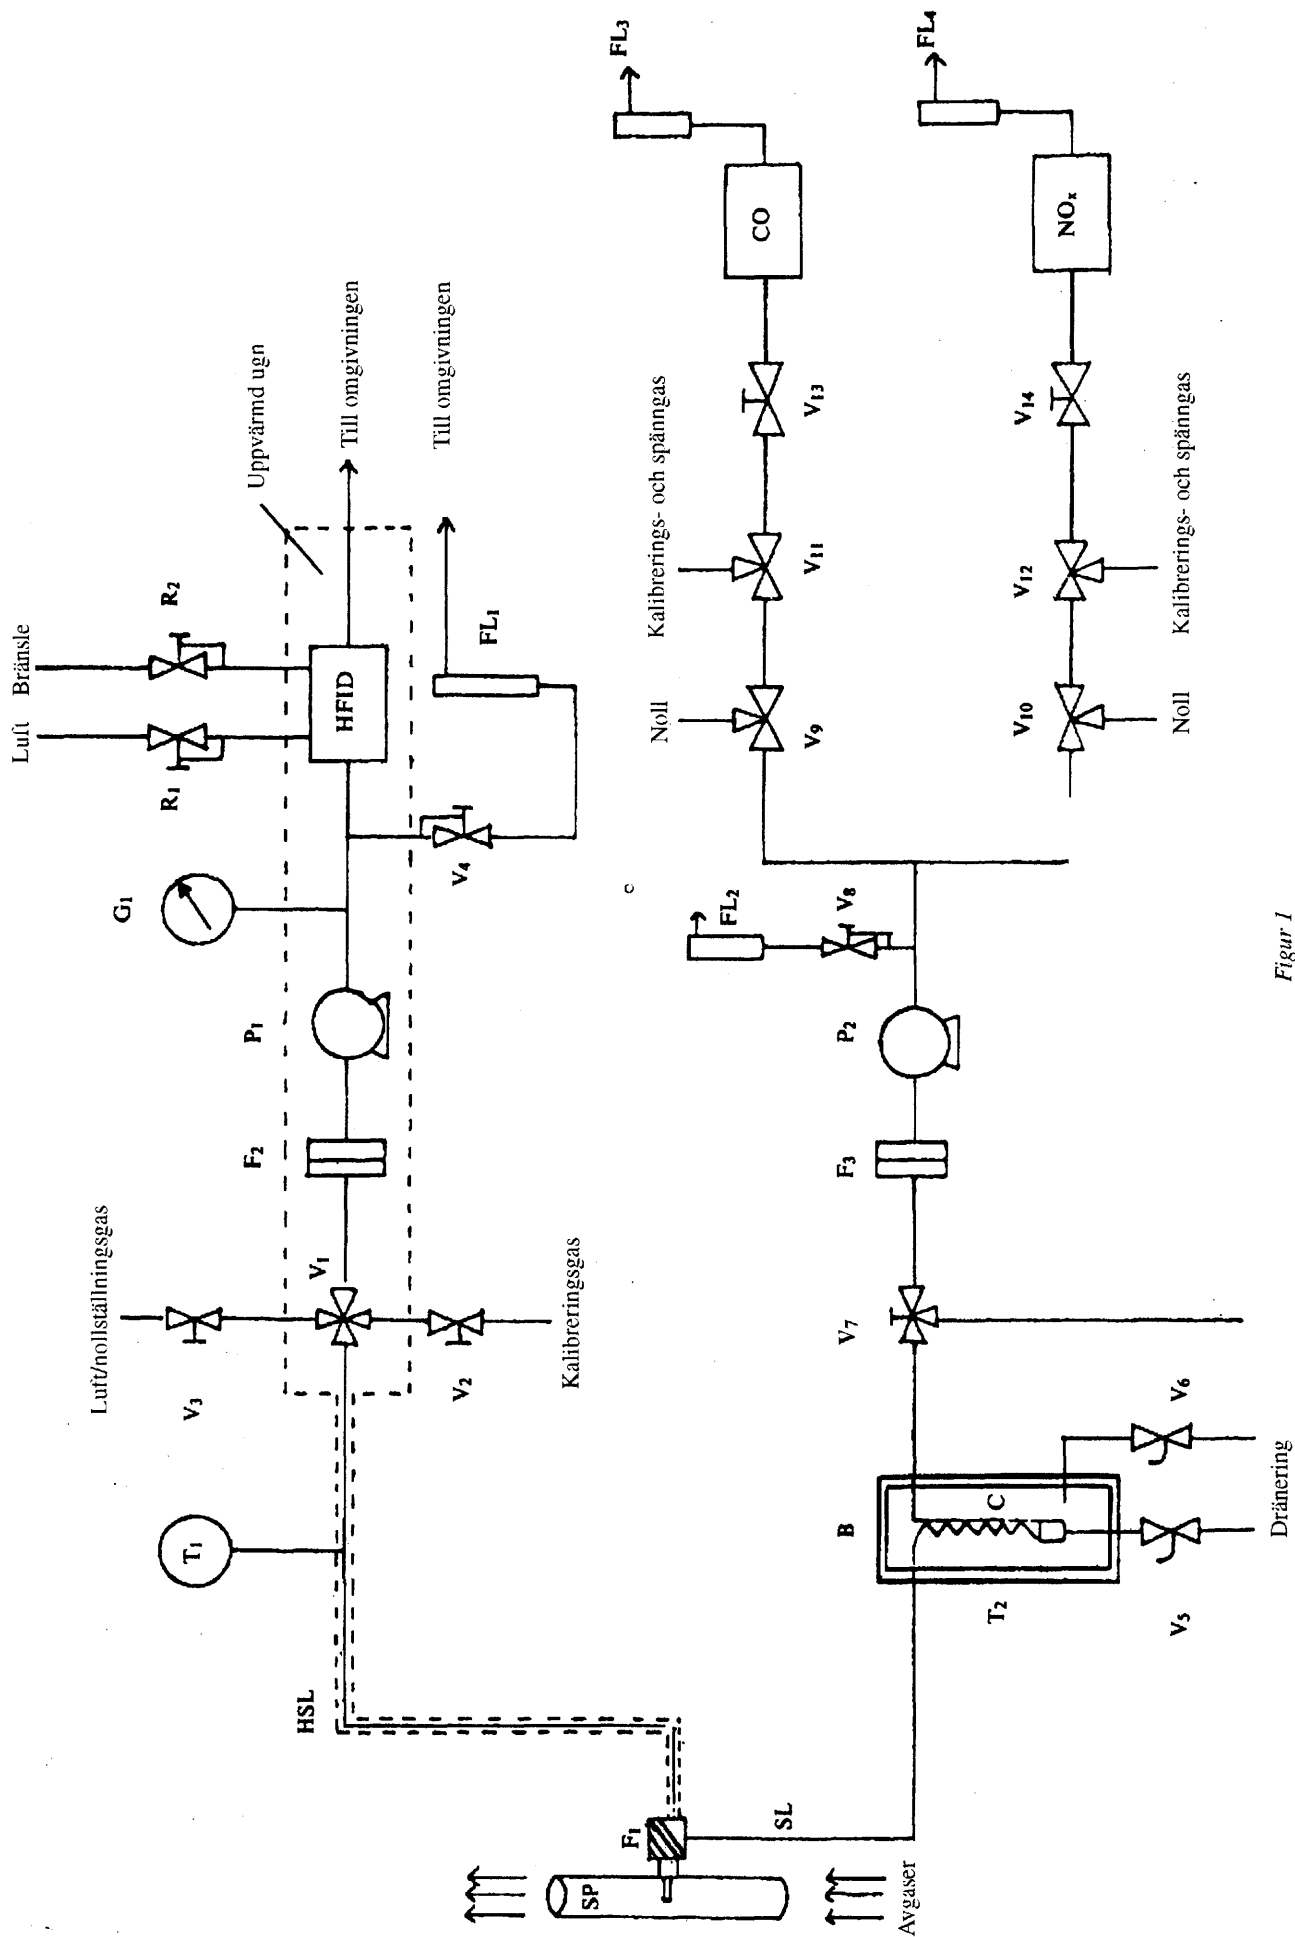 Luft/nollställningsgas
Luft
Bränsle
V3
R1
R2
T1
G1
Uppvärmd ugn
HSL
V1
F2
P1
HFID
Till omgivningen
V2
V4
FL1
Till omgivningen
Kalibreringsgas
F1
SP
SL
Avgaser
FL3
Noll
Kalibrerings- och spänngas
CO
V9
V11
V13
FL2
V8
B
V7
F3
P2
C
T2
FL4
V10
V12
V14
NOx
V5
V6
Noll
Kalibrerings- och spänngas
Dränering
Figur 1